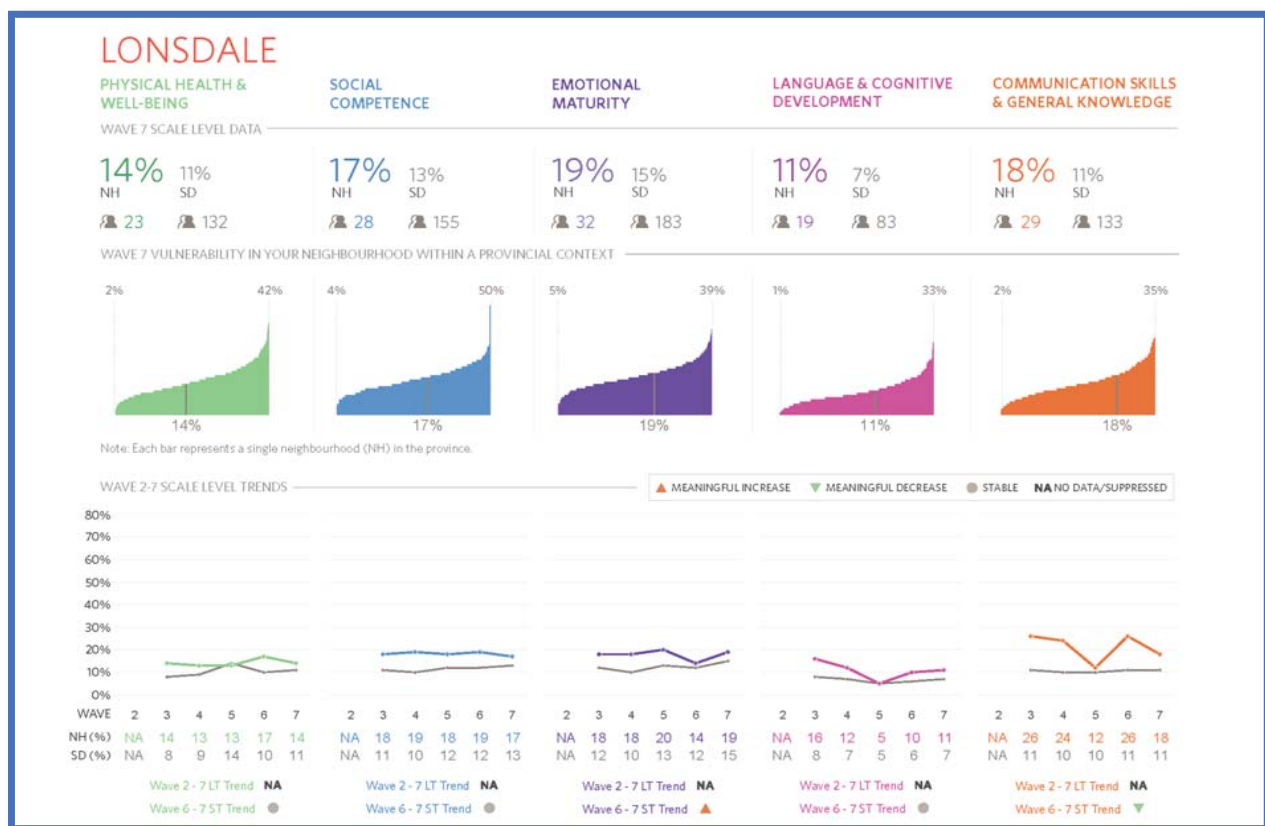 LONSDALE
PHYSICAL HEALTH &
WELL-BEING
SOCIAL
COMPETENCE
EMOTIONAL
MATURITY
LANGUAGE & COGNITIVE
DEVELOPMENT
COMMUNICATION SKILLS
& GENERAL KNOWLEDGE
WAVE 7 SCALE LEVEL DATA
14% 11%
NH SD
23 132
17% 13%
NH SD
28 155
19% 15%
NH SD
32 183
11% 7%
NH SD
19 83
18% 11%
NH SD
29 133
WAVE 7 VULNERABILITY IN YOUR NEIGHBOURHOOD WITHIN A PROVINCIAL CONTEXT
2% 42% 4% 50% 5% 39% 1% 33% 2% 35%
14% 17% 19% 11% 18%
Note: Each bar represents a single neighbourhood (NH) in the province.
WAVE 2-7 SCALE LEVEL TRENDS
MEANINGFUL INCREASE MEANINGFUL DECREASE STABLE NA NO DATA/SUPPRESSED
80%
70%
60%
50%
40%
30%
20%
10%
0%
WAVE 2 3 4 5 6 7 2 3 4 5 6 7 2 3 4 5 6 7 2 3 4 5 6 7 2 3 4 5 6 7
NH (%) NA 14 13 13 17 14 NA 18 19 18 19 17 NA 18 18 20 14 19 NA 16 12 5 10 11 NA 26 24 12 26 18
SD (%) NA 8 9 14 10 11 NA 11 10 12 12 13 NA 12 10 13 12 15 NA 8 7 5 6 7 NA 11 10 10 11 11
Wave 2 - 7 LT Trend NA Wave 2 - 7 LT Trend NA Wave 2 - 7 LT Trend NA Wave 2 - 7 LT Trend NA Wave 2 - 7 LT Trend NA
Wave 6 - 7 ST Trend Wave 6 - 7 ST Trend Wave 6 - 7 ST Trend Wave 6 - 7 ST Trend Wave 6 - 7 ST Trend